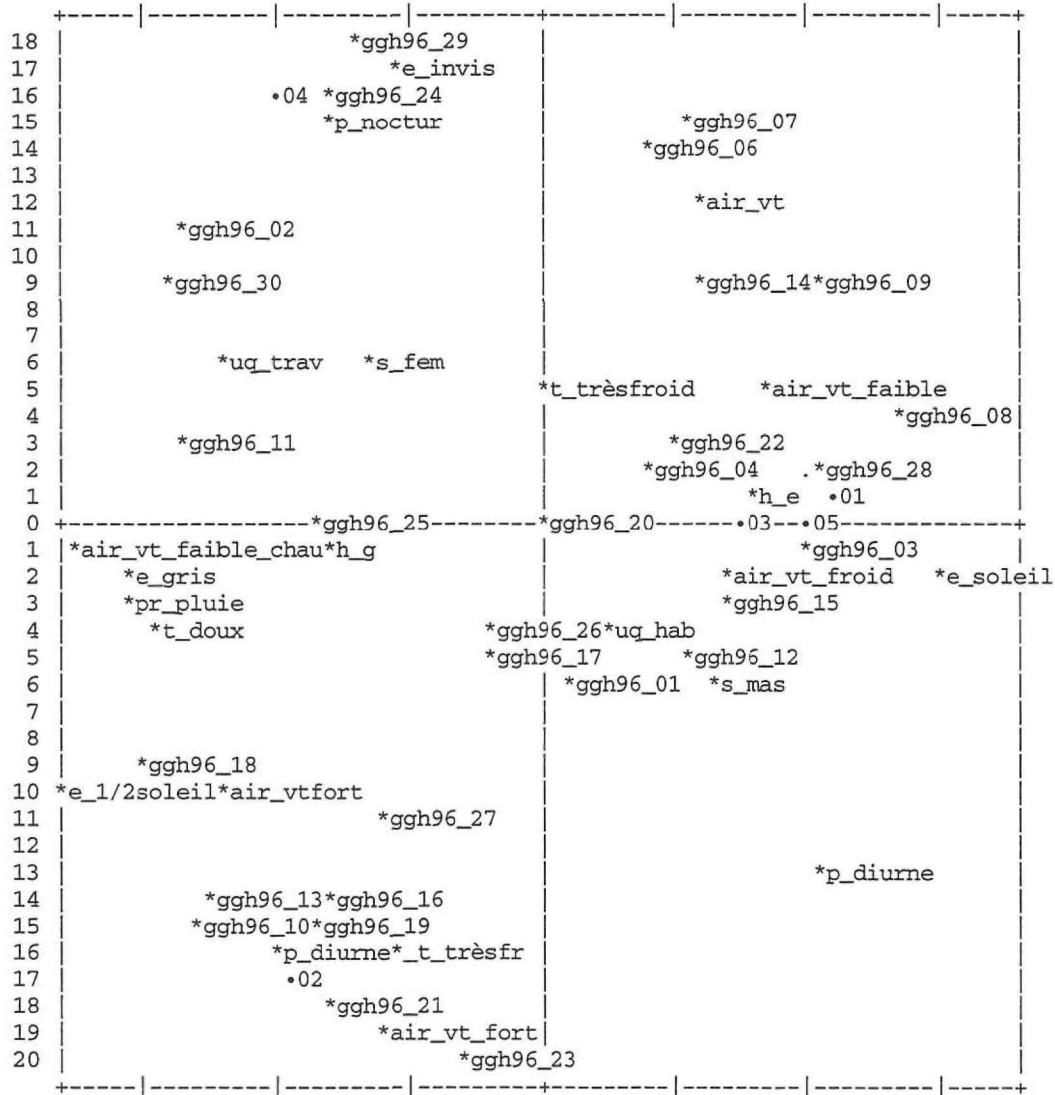 +-----|---------|---------|---------+---------|---------|---------|-----+
18 | *ggh96_29 | |
17 | *e_invis | |
16 | •04 *ggh96_24 | |
15 | *p_noctur | *ggh96_07 |
14 | | *ggh96_06 |
13 | | |
12 | | *air_vt |
11 | *ggh96_02 | |
10 | | |
9 | *ggh96_30 | *ggh96_14*ggh96_09 |
8 | | |
7 | | |
6 | *uq_trav *s_fem | |
5 | *t_trèsfroid *air_vt_faible |
4 | | *ggh96_08|
3 | *ggh96_11 | *ggh96_22 |
2 | | *ggh96_04 .*ggh96_28 |
1 | | *h_e •01 |
0 +-------------------*ggh96_25--------*ggh96_20------•03--•05-------------+
1 |*air_vt_faible_chau*h_g | *ggh96_03 |
2 | *e_gris | *air_vt_froid *e_soleil
3 | *pr_pluie | *ggh96_15 |
4 | *t_doux *ggh96_26*uq_hab |
5 | *ggh96_17 *ggh96_12 |
6 | | *ggh96_01 *s_mas |
7 | | |
8 | | |
9 | *ggh96_18 | |
10 *e_1/2soleil*air_vtfort | |
11 | *ggh96_27 | |
12 | | |
13 | | *p_diurne |
14 | *ggh96_13*ggh96_16 | |
15 | *ggh96_10*ggh96_19 | |
16 | *p_diurne*_t_trèsfr | |
17 | •02 | |
18 | *ggh96_21 | |
19 | *air_vt_fort| |
20 | *ggh96_23 |
+-----|---------|---------|---------+---------|---------|---------|-----+